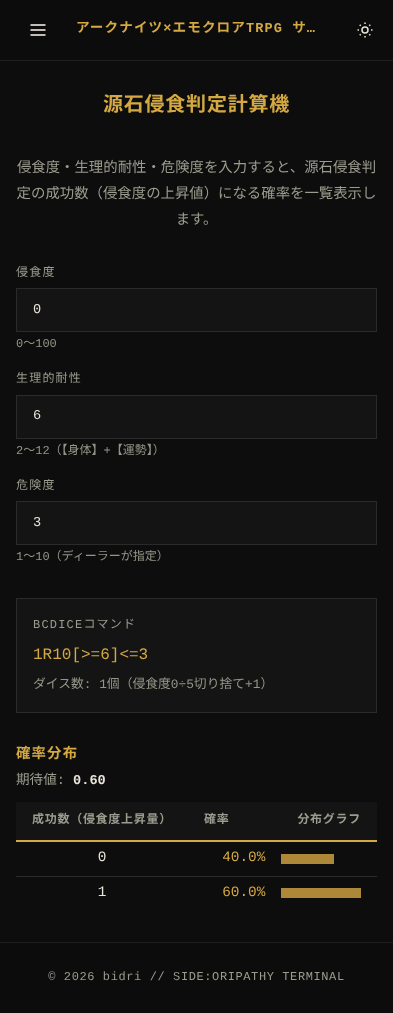 アークナイツ×エモクロアTRPG サ…
源石侵食判定計算機
侵食度・生理的耐性・危険度を入力すると、源石侵食判
定の成功数（侵食度の上昇値）になる確率を一覧表示し
ます。
侵食度
0
0〜100
生理的耐性
6
2〜12（【身体】+【運勢】）
危険度
3
1〜10（ディーラーが指定）
BCDICEコマンド
1R10[>=6]<=3
ダイス数: 1個（侵食度0÷5切り捨て+1）
確率分布
期待値: 0.60
成功数（侵食度上昇量） 確率 分布グラフ
0 40.0%
1 60.0%
© 2026 bidri // SIDE:ORIPATHY TERMINAL